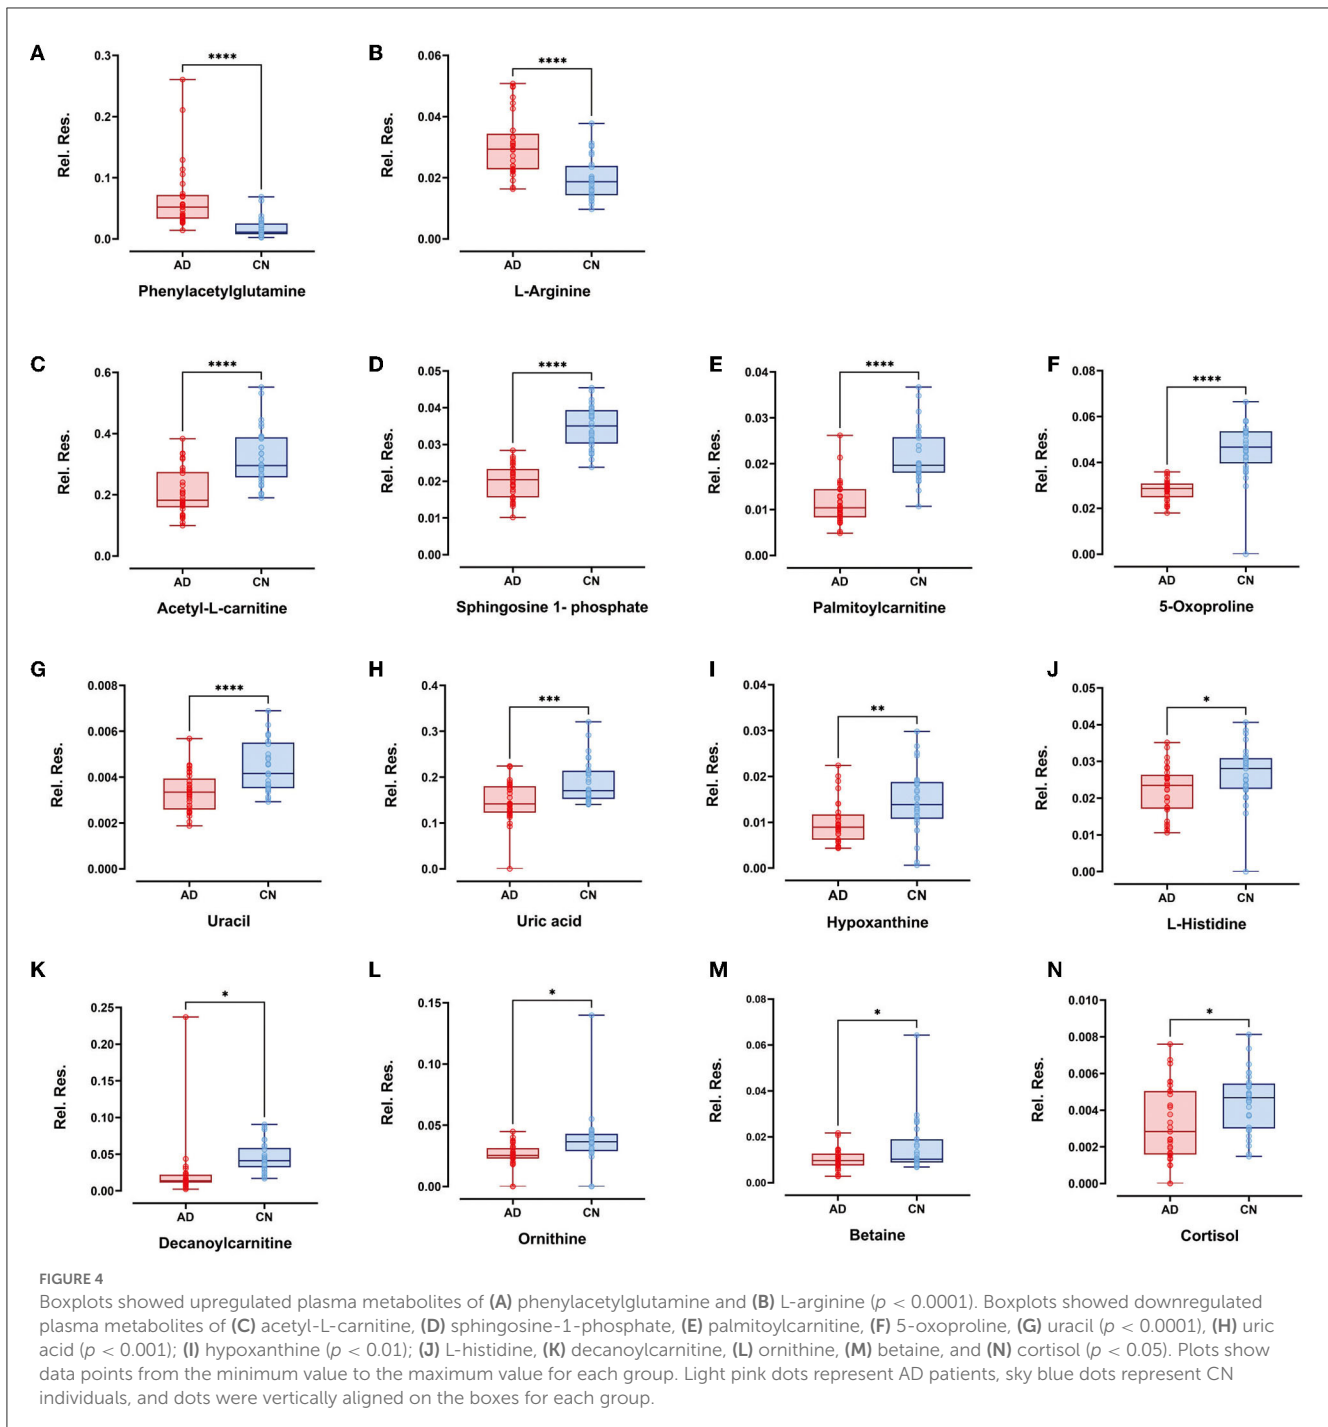 A
B
0.3
0.2
0.1
0.0
Rel. Res.
****
AD
CN
Phenylacetylglutamine
0.06
0.04
0.02
0.00
Rel. Res.
****
AD
CN
L-Arginine
C
0.6
0.4
0.2
0.0
Rel. Res.
****
AD
CN
Acetyl-L-carnitine
D
0.05
0.04
0.03
0.02
0.01
0.00
Rel. Res.
****
AD
CN
Sphingosine 1- phosphate
E
0.04
0.03
0.02
0.01
0.00
Rel. Res.
****
AD
CN
Palmitoylcarnitine
F
0.08
0.06
0.04
0.02
0.00
Rel. Res.
****
AD
CN
5-Oxoproline
G
0.008
0.006
0.004
0.002
0.000
Rel. Res.
****
AD
CN
Uracil
H
0.4
0.3
0.2
0.1
0.0
Rel. Res.
***
AD
CN
Uric acid
I
0.04
0.03
0.02
0.01
0.00
Rel. Res.
**
AD
CN
Hypoxanthine
J
0.05
0.04
0.03
0.02
0.01
0.00
Rel. Res.
*
AD
CN
L-Histidine
K
0.25
0.20
0.15
0.10
0.05
0.00
Rel. Res.
*
AD
CN
Decanoylcarnitine
L
0.15
0.10
0.05
0.00
Rel. Res.
*
AD
CN
Ornithine
M
0.08
0.06
0.04
0.02
0.00
Rel. Res.
*
AD
CN
Betaine
N
0.010
0.008
0.006
0.004
0.002
0.000
Rel. Res.
*
AD
CN
Cortisol
FIGURE 4
Boxplots showed upregulated plasma metabolites of (A) phenylacetylglutamine and (B) L-arginine (p < 0.0001). Boxplots showed downregulated
plasma metabolites of (C) acetyl-L-carnitine, (D) sphingosine-1-phosphate, (E) palmitoylcarnitine, (F) 5-oxoproline, (G) uracil (p < 0.0001), (H) uric
acid (p < 0.001); (I) hypoxanthine (p < 0.01); (J) L-histidine, (K) decanoylcarnitine, (L) ornithine, (M) betaine, and (N) cortisol (p < 0.05). Plots show
data points from the minimum value to the maximum value for each group. Light pink dots represent AD patients, sky blue dots represent CN
individuals, and dots were vertically aligned on the boxes for each group.